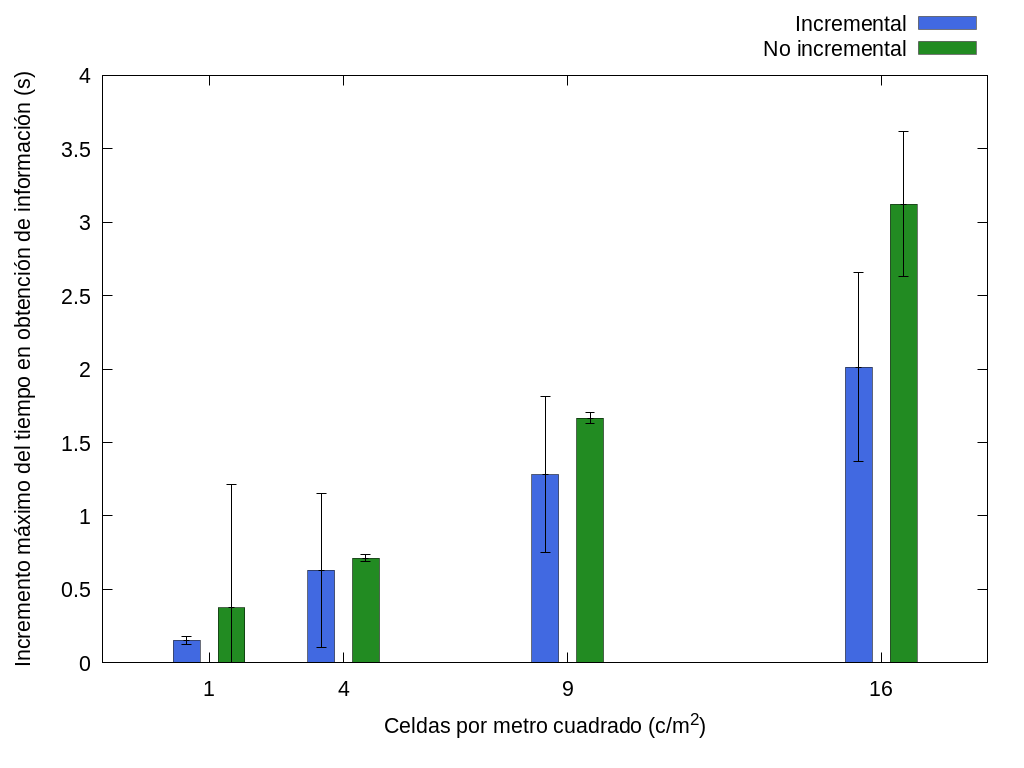 Incremental
No incremental
Incremento máximo del tiempo en obtención de información (s)
4
3.5
3
2.5
2
1.5
1
0.5
0
1 4 9 16
Celdas por metro cuadrado (c/m²)